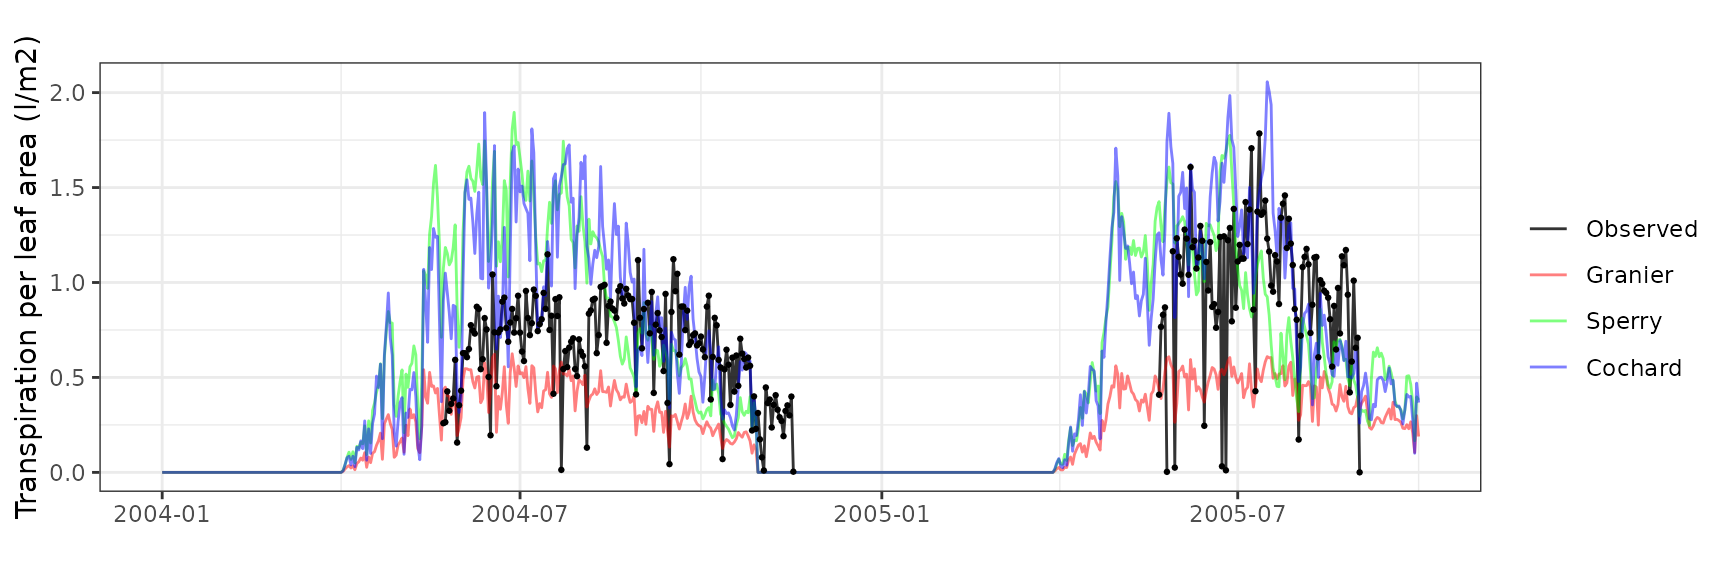 Transpiration per leaf area (l/m2)
2.0
1.5
1.0
0.5
0.0
2004-01
2004-07
2005-01
2005-07
Observed
Granier
Sperry
Cochard